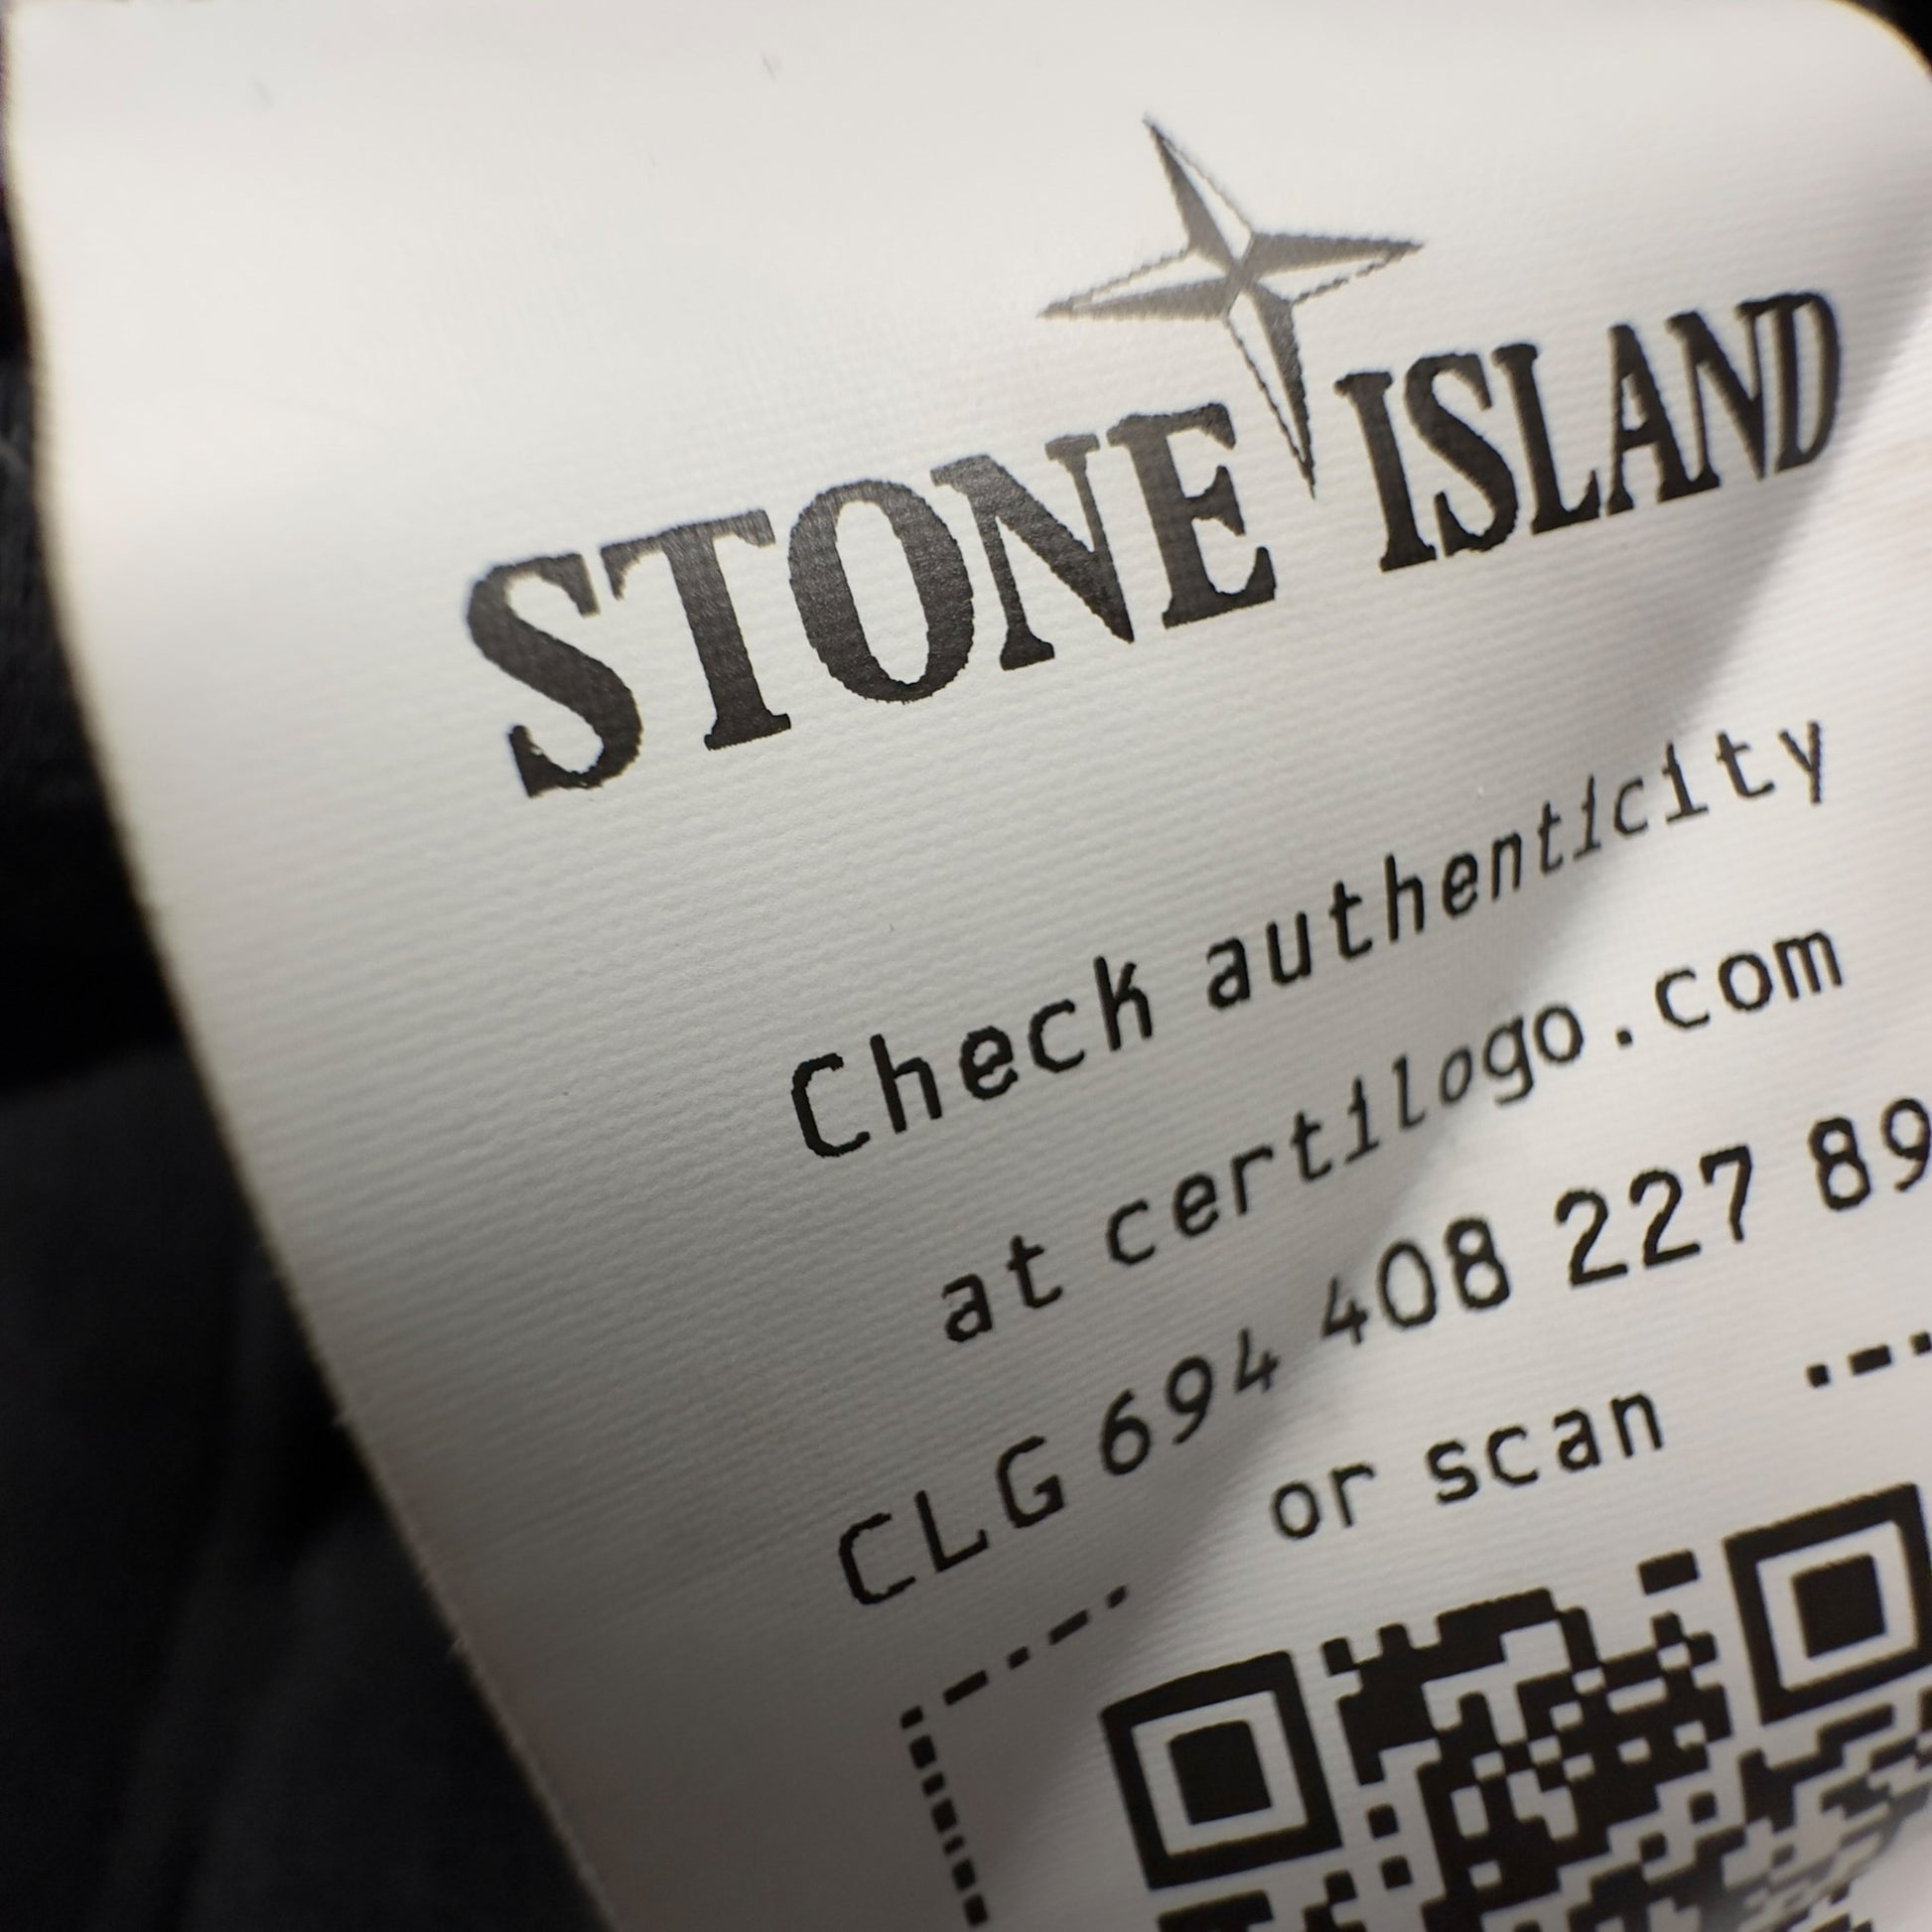 STONE ISLAND
Check authenticity
at certilogo.com
CLG 694 408 227 89
or scan